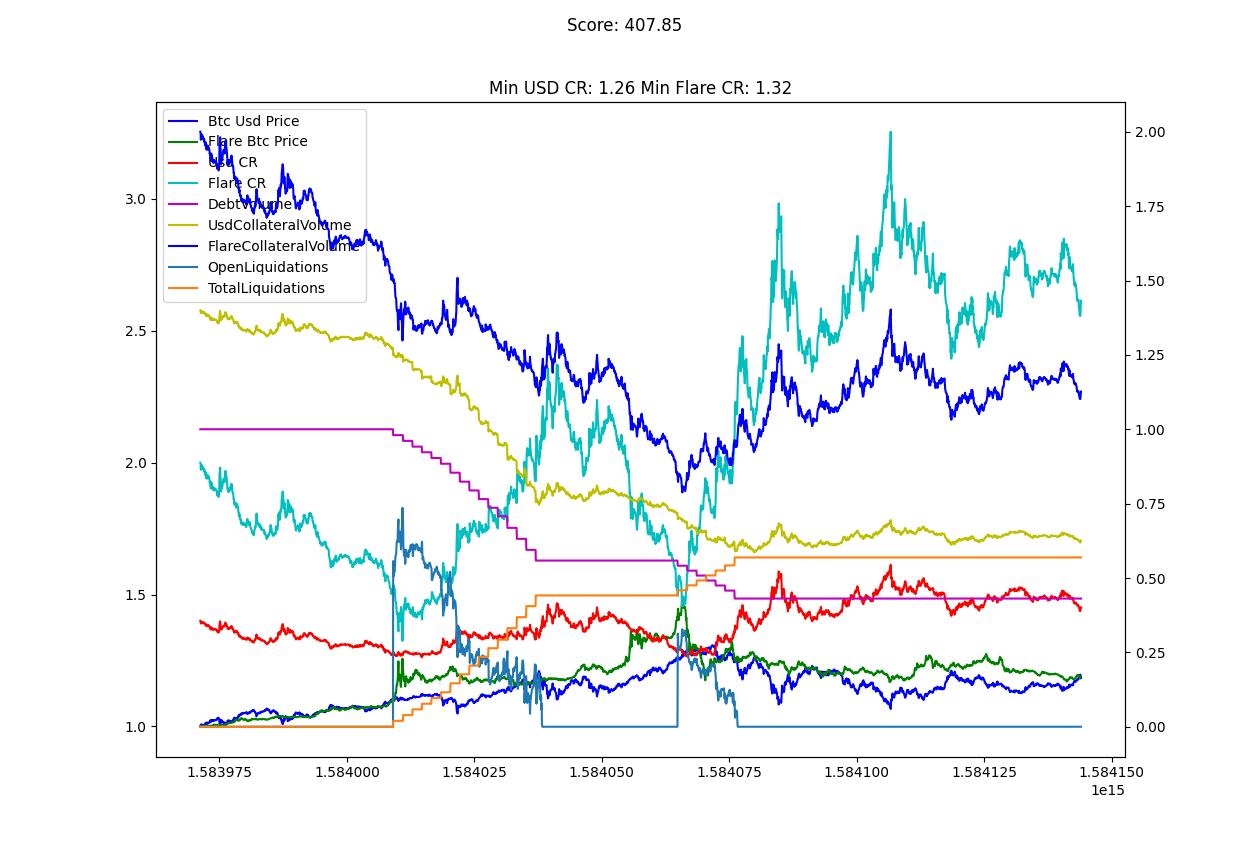 Score: 407.85
Min USD CR: 1.26 Min Flare CR: 1.32
Btc Usd Price
Flare Btc Price
Usd CR
Flare CR
DebtVolume
UsdCollateralVolume
FlareCollateralVolume
OpenLiquidations
TotalLiquidations
3.0
2.5
2.0
1.5
1.0
2.00
1.75
1.50
1.25
1.00
0.75
0.50
0.25
0.00
1.583975 1.584000 1.584025 1.584050 1.584075 1.584100 1.584125 1.584150
1e15